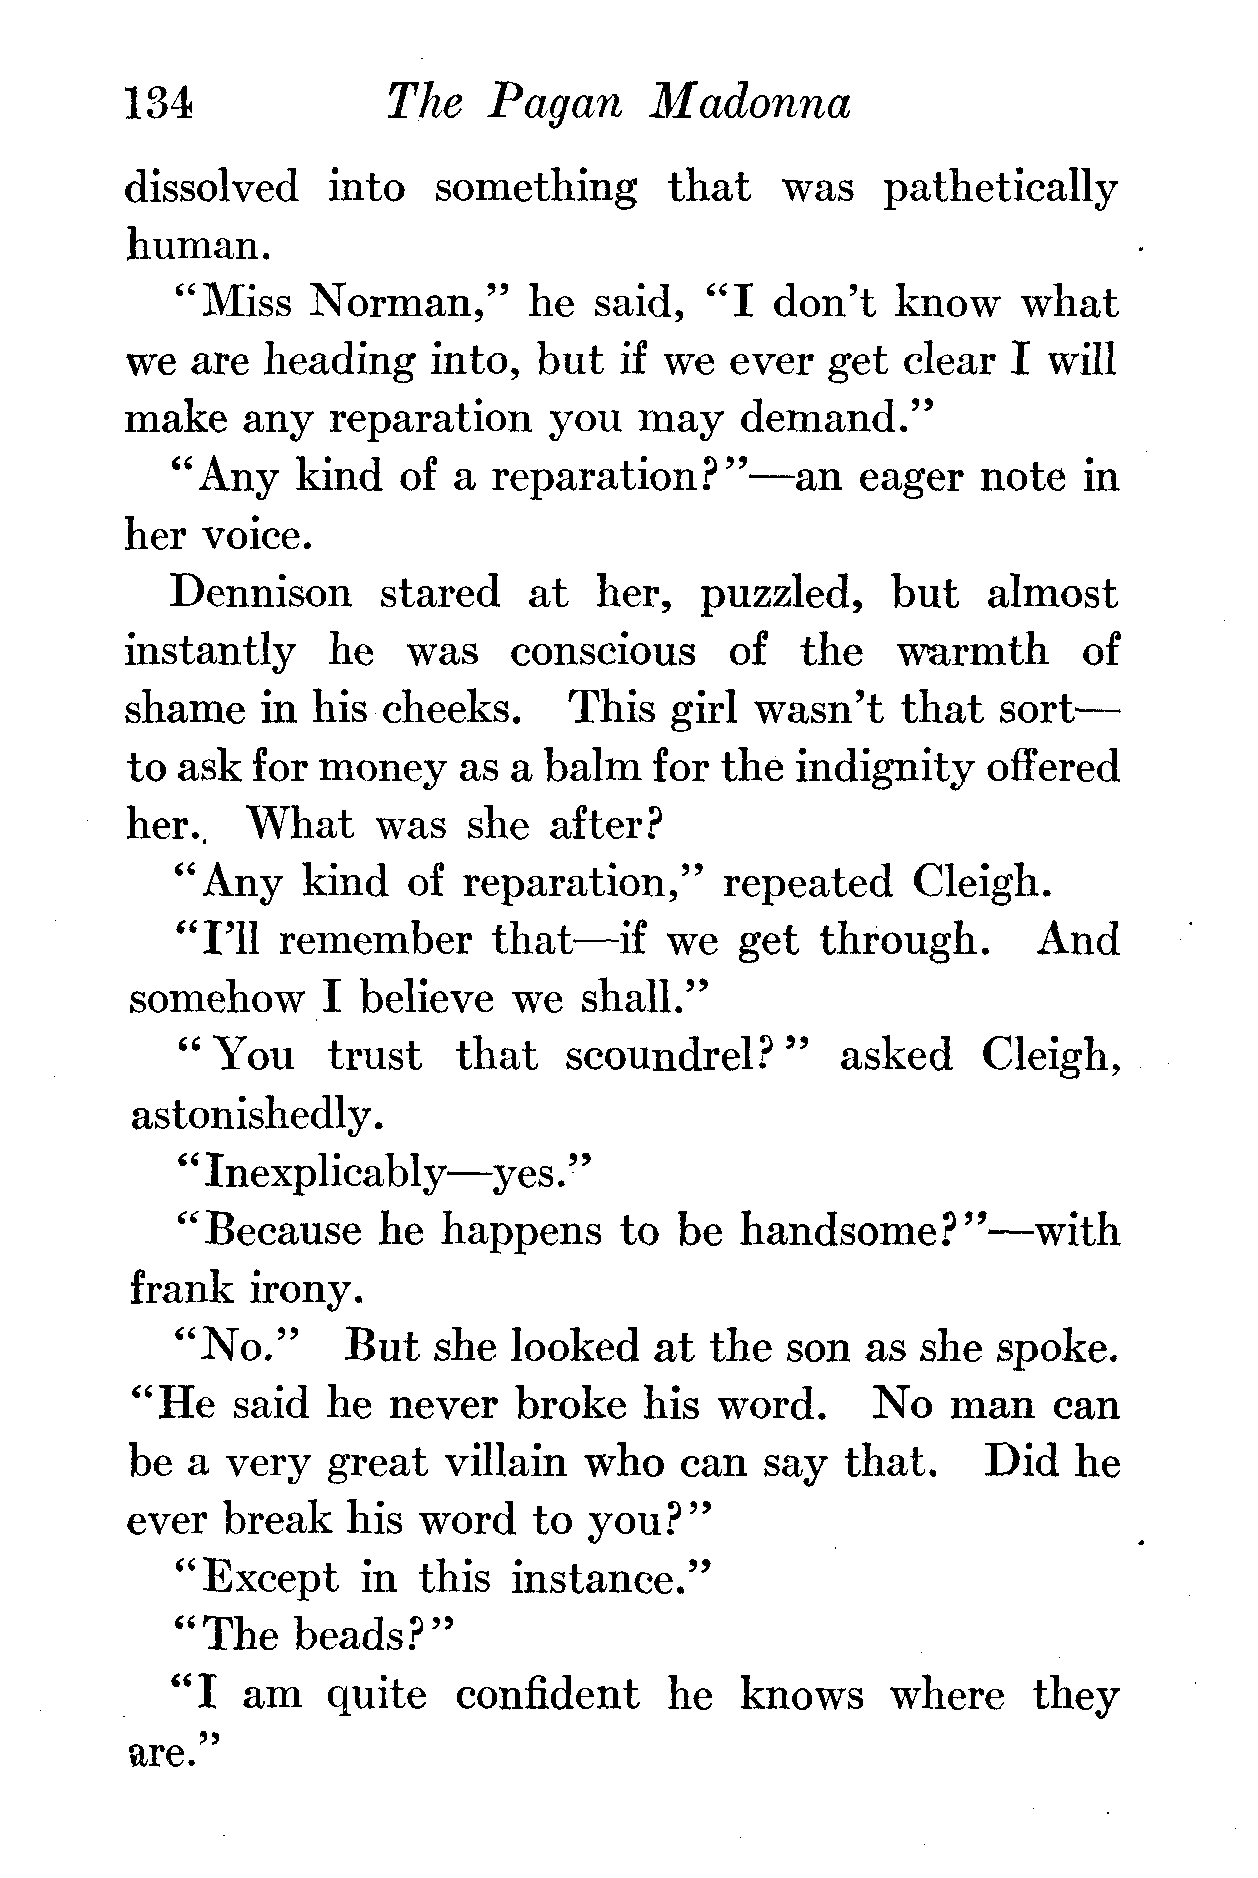 134 The Pagan Madonna
dissolved into something that was pathetically
human.
“Miss Norman,” he said, “I don’t know what
we are heading into, but if we ever get clear I will
make any reparation you may demand.”
“Any kind of a reparation?”—an eager note in
her voice.
Dennison stared at her, puzzled, but almost
instantly he was conscious of the warmth of
shame in his cheeks. This girl wasn’t that sort—
to ask for money as a balm for the indignity offered
her. What was she after?
“Any kind of reparation,” repeated Cleigh.
“I’ll remember that—if we get through. And
somehow I believe we shall.”
“You trust that scoundrel?” asked Cleigh,
astonishedly.
“Inexplicably—yes.”
“Because he happens to be handsome?”—with
frank irony.
“No.” But she looked at the son as she spoke.
“He said he never broke his word. No man can
be a very great villain who can say that. Did he
ever break his word to you?”
“Except in this instance.”
“The beads?”
“I am quite confident he knows where they
are.”